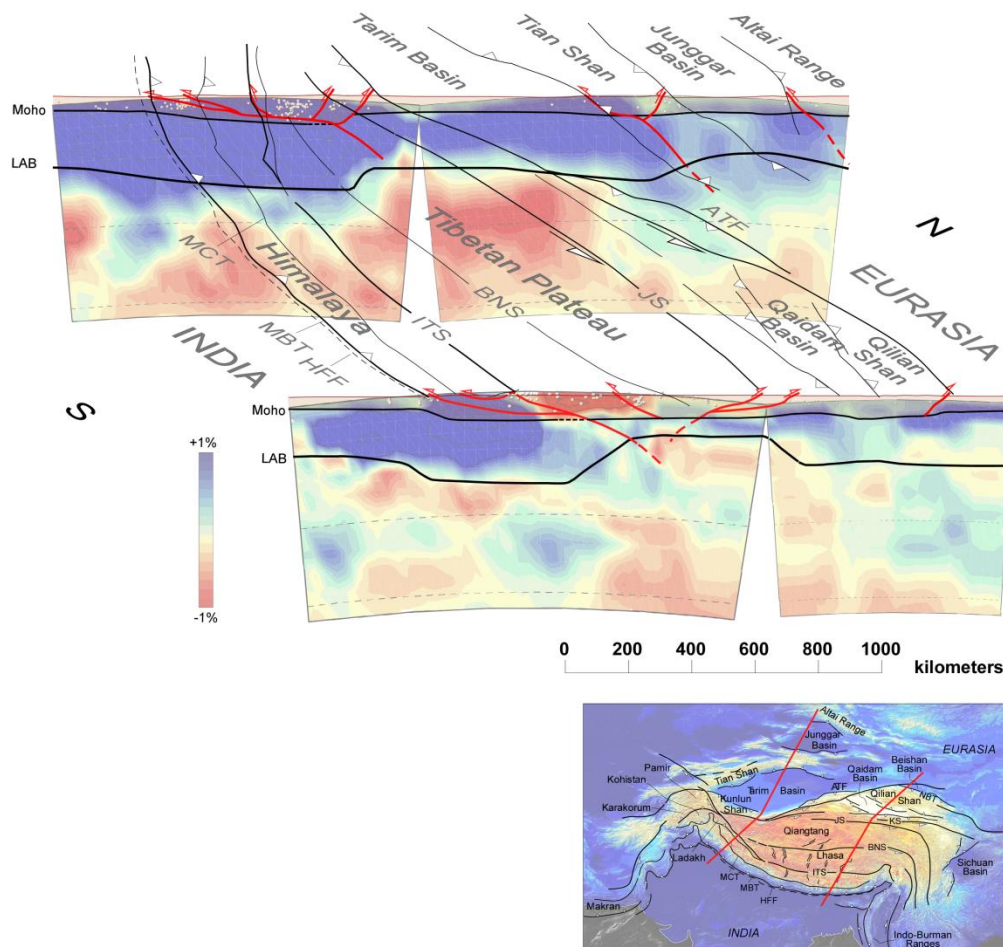 Tarim Basin
Tian Shan
Junggar
Basin
Altai Range
Moho
LAB
MCT
Himalaya
Tibetan Plateau
ATF
N
INDIA
MBT
HFF
ITS
BNS
JS
Qaidam
Basin
Qilian
Shan
EURASIA
S
Moho
LAB
+1%
-1%
0 200 400 600 800 1000
kilometers
Altai Range
Junggar
Basin
EURASIA
Pamir
Tian Shan
Qaidam
Basin
Beishan
Basin
Kohistan
Tarim Basin
ATF
Qilian
Shan
NBT
Karakorum
Kunlun
Shan
JS
KS
Qiangtang
BNS
Ladakh
Lhasa
Sichuan
Basin
ITS
MCT
MBT
HFF
Makran
INDIA
Indo-Burman
Ranges